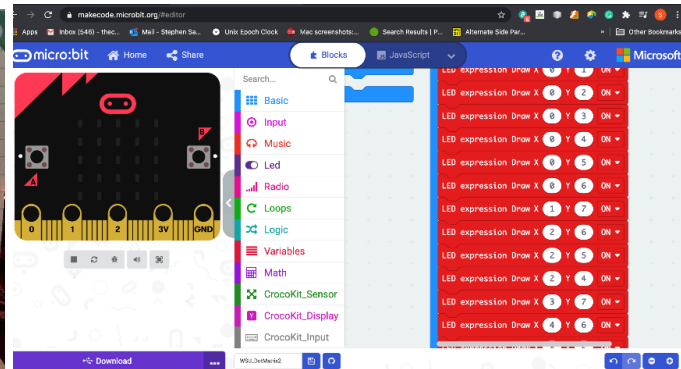 makecode.microbit.org/#editor
Apps Inbox (546) – thec... Mail - Stephen Sa... Unix Epoch Clock Mac screenshots:... Search Results | P... Alternate Side Par... » Other Bookmarks
micro:bit Home Share Blocks JavaScript Microsoft
Search...
Basic
Input
Music
Led
Radio
Loops
Logic
Variables
Math
CrocoKit_Sensor
CrocoKit_Display
CrocoKit_Input
A
B
0 1 2 3V GND
LED expression Draw X 0 Y 1 ON
LED expression Draw X 0 Y 2 ON
LED expression Draw X 0 Y 3 ON
LED expression Draw X 0 Y 4 ON
LED expression Draw X 0 Y 5 ON
LED expression Draw X 0 Y 6 ON
LED expression Draw X 1 Y 7 ON
LED expression Draw X 2 Y 6 ON
LED expression Draw X 2 Y 5 ON
LED expression Draw X 2 Y 4 ON
LED expression Draw X 3 Y 7 ON
LED expression Draw X 4 Y 6 ON
Download ...